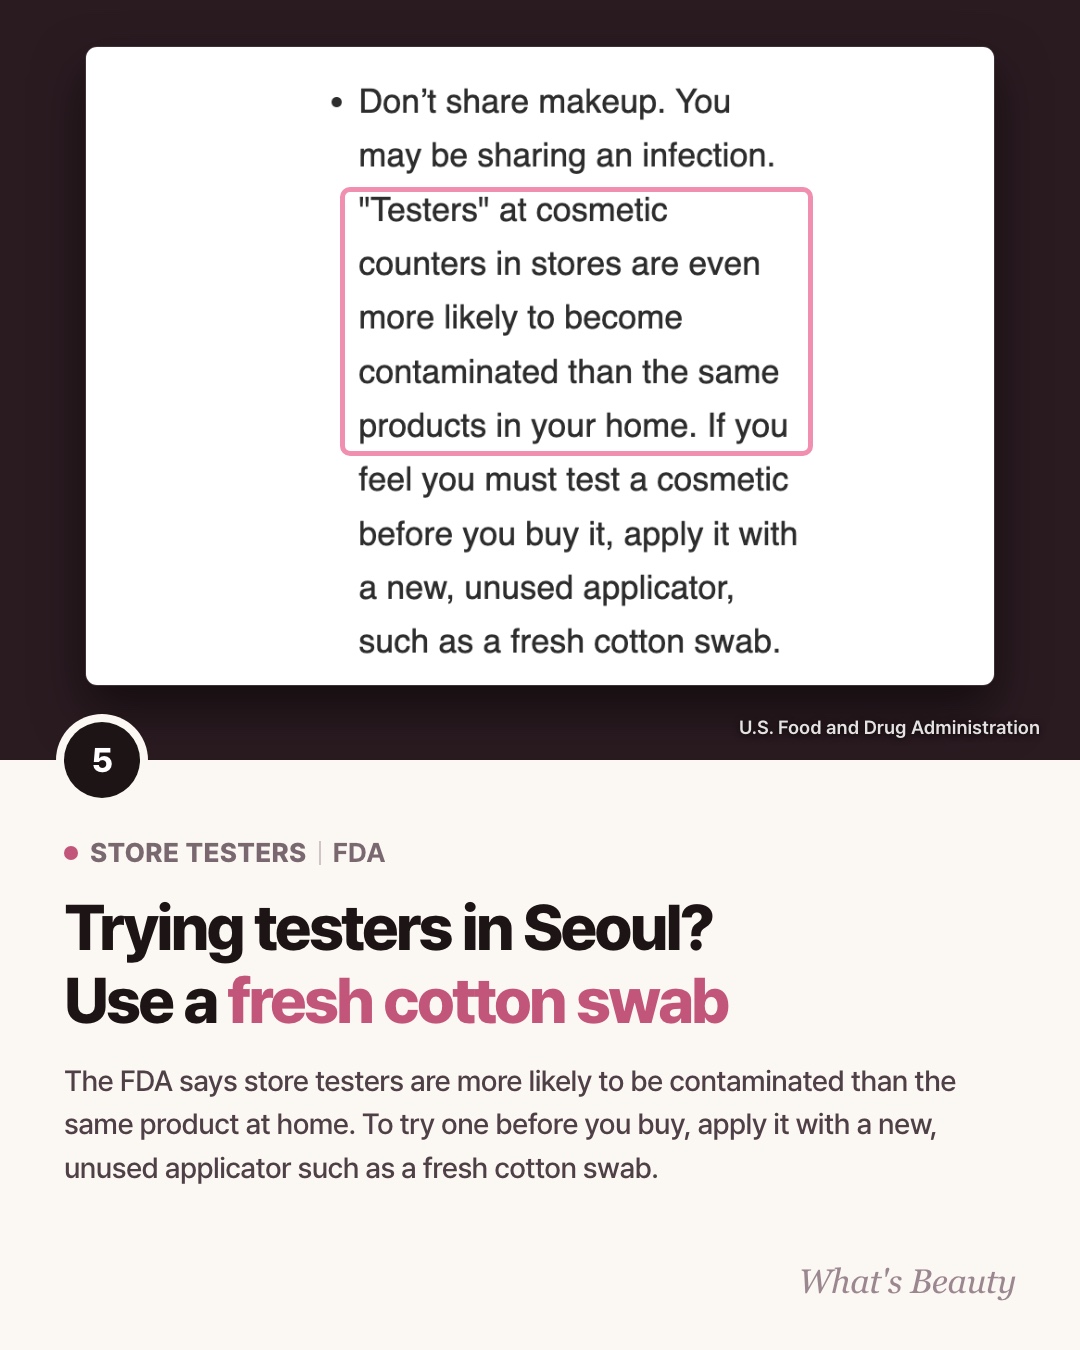 • Don’t share makeup. You
may be sharing an infection.
"Testers" at cosmetic
counters in stores are even
more likely to become
contaminated than the same
products in your home. If you
feel you must test a cosmetic
before you buy it, apply it with
a new, unused applicator,
such as a fresh cotton swab.
U.S. Food and Drug Administration
5
STORE TESTERS | FDA
Trying testers in Seoul?
Use a fresh cotton swab
The FDA says store testers are more likely to be contaminated than the
same product at home. To try one before you buy, apply it with a new,
unused applicator such as a fresh cotton swab.
What's Beauty